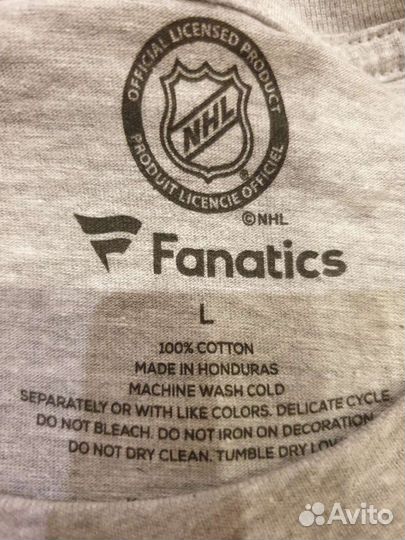 OFFICIAL LICENSED PRODUCT
NHL
PRODUIT LICENCIE OFFICIEL
®
©NHL
Fanatics
L
100% COTTON
MADE IN HONDURAS
MACHINE WASH COLD
SEPARATELY OR WITH LIKE COLORS. DELICATE CYCLE.
DO NOT BLEACH. DO NOT IRON ON DECORATION
DO NOT DRY CLEAN. TUMBLE DRY LOW
Avito